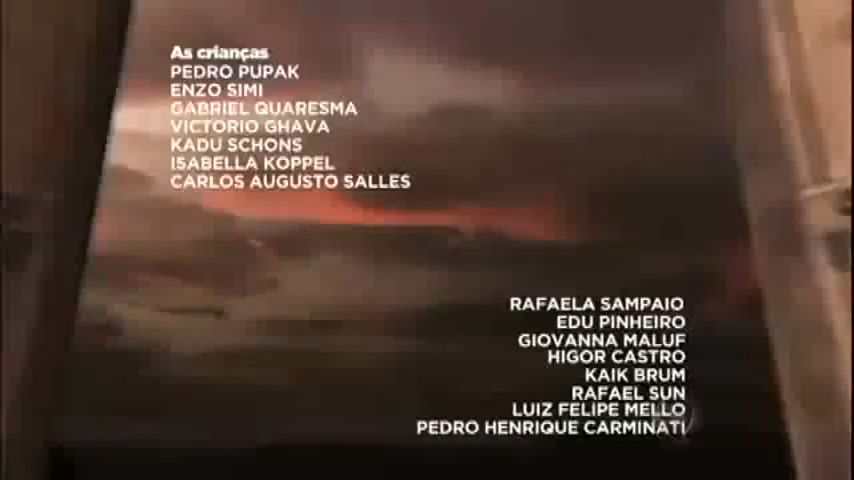 As crianças
PEDRO PUPAK
ENZO SIMI
GABRIEL QUARESMA
VICTORIO GHAVA
KADU SCHONS
ISABELLA KOPPEL
CARLOS AUGUSTO SALLES
RAFAELA SAMPAIO
EDU PINHEIRO
GIOVANNA MALUF
HIGOR CASTRO
KAIK BRUM
RAFAEL SUN
LUIZ FELIPE MELLO
PEDRO HENRIQUE CARMINATI